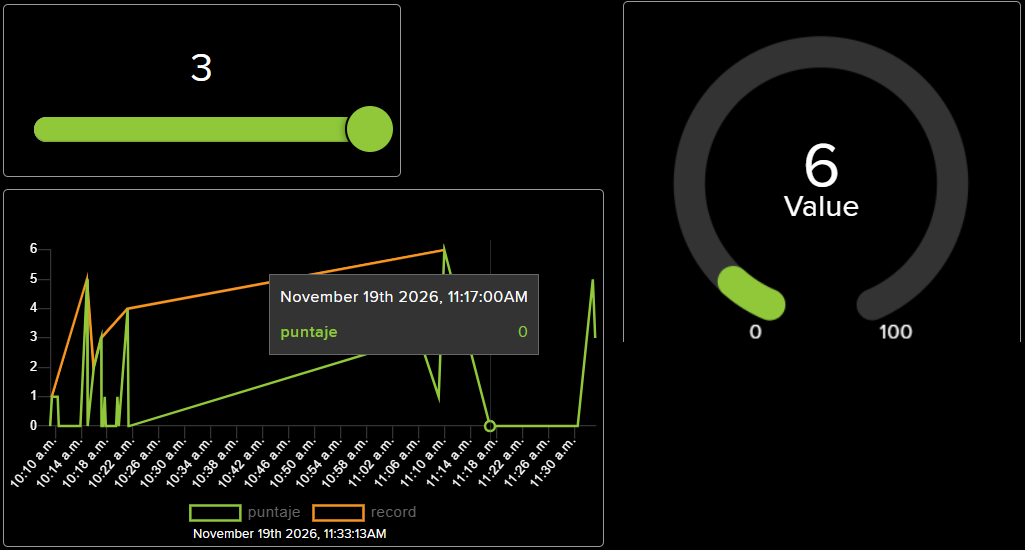 3
6
Value
0
100
6
5
4
3
2
1
0
November 19th 2026, 11:17:00AM
puntaje 0
10:10 a.m. 10:14 a.m. 10:18 a.m. 10:22 a.m. 10:26 a.m. 10:30 a.m. 10:34 a.m. 10:38 a.m. 10:42 a.m. 10:46 a.m. 10:50 a.m. 10:54 a.m. 10:58 a.m. 11:02 a.m. 11:06 a.m. 11:10 a.m. 11:14 a.m. 11:18 a.m. 11:22 a.m. 11:26 a.m. 11:30 a.m.
puntaje record
November 19th 2026, 11:33:13AM